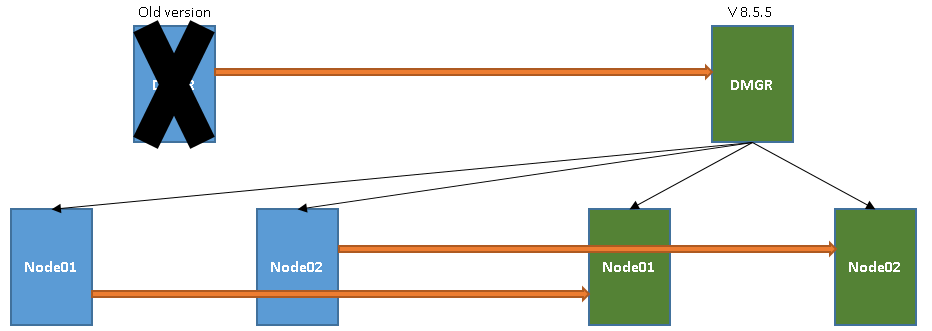 Old version
V 8.5.5
DMGR
Node01
Node02
Node01
Node02